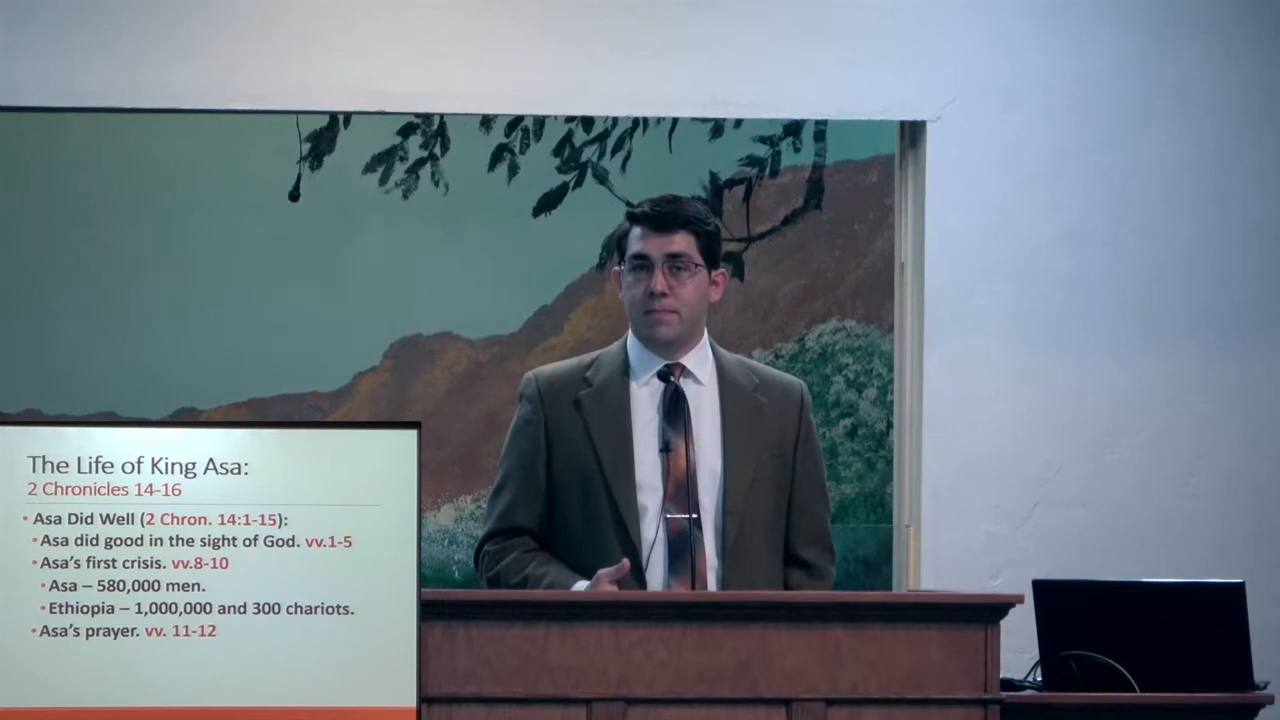 The Life of King Asa:
2 Chronicles 14-16
• Asa Did Well (2 Chron. 14:1-15):
• Asa did good in the sight of God. vv.1-5
• Asa's first crisis. vv.8-10
• Asa – 580,000 men.
• Ethiopia – 1,000,000 and 300 chariots.
• Asa's prayer. vv. 11-12